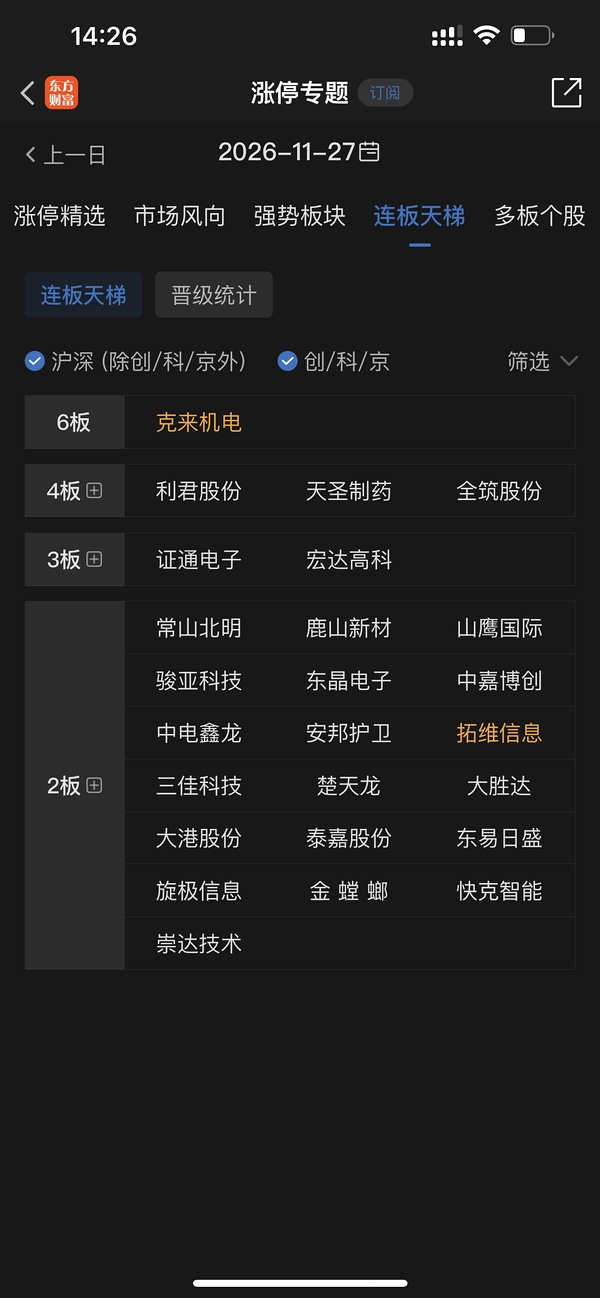 14:26
东方财富 涨停专题 订阅
上一日 2026-11-27
涨停精选 市场风向 强势板块 连板天梯 多板个股
连板天梯 晋级统计
沪深 (除创/科/京外) 创/科/京 筛选
6板 克来机电
4板 利君股份 天圣制药 全筑股份
3板 证通电子 宏达高科
常山北明 鹿山新材 山鹰国际
骏亚科技 东晶电子 中嘉博创
中电鑫龙 安邦护卫 拓维信息
2板 三佳科技 楚天龙 大胜达
大港股份 泰嘉股份 东易日盛
旋极信息 金 螳 螂 快克智能
崇达技术